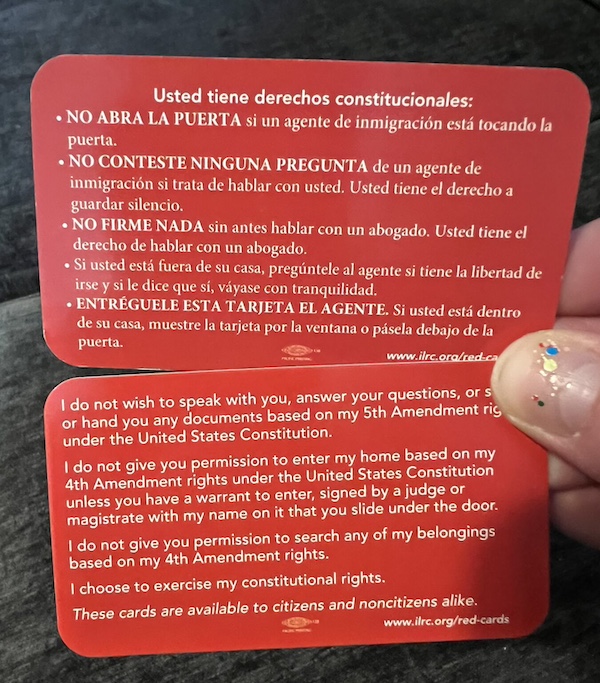 Usted tiene derechos constitucionales:
• NO ABRA LA PUERTA si un agente de inmigración está tocando la
puerta.
• NO CONTESTE NINGUNA PREGUNTA de un agente de
inmigración si trata de hablar con usted. Usted tiene el derecho a
guardar silencio.
• NO FIRME NADA sin antes hablar con un abogado. Usted tiene el
derecho de hablar con un abogado.
• Si usted está fuera de su casa, pregúntele al agente si tiene la libertad de
irse y si le dice que sí, váyase con tranquilidad.
• ENTRÉGUELE ESTA TARJETA EL AGENTE. Si usted está dentro
de su casa, muestre la tarjeta por la ventana o pásela debajo de la
puerta.
www.ilrc.org/red-ca
I do not wish to speak with you, answer your questions, or s
or hand you any documents based on my 5th Amendment rig
under the United States Constitution.
I do not give you permission to enter my home based on my
4th Amendment rights under the United States Constitution
unless you have a warrant to enter, signed by a judge or
magistrate with my name on it that you slide under the door.
I do not give you permission to search any of my belongings
based on my 4th Amendment rights.
I choose to exercise my constitutional rights.
These cards are available to citizens and noncitizens alike.
www.ilrc.org/red-cards